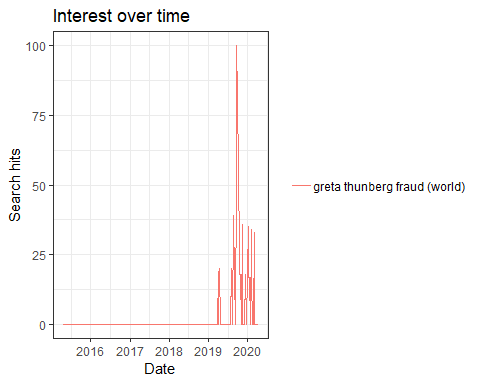 Interest over time
100
75
50
25
0
Search hits
2016 2017 2018 2019 2020
Date
greta thunberg fraud (world)